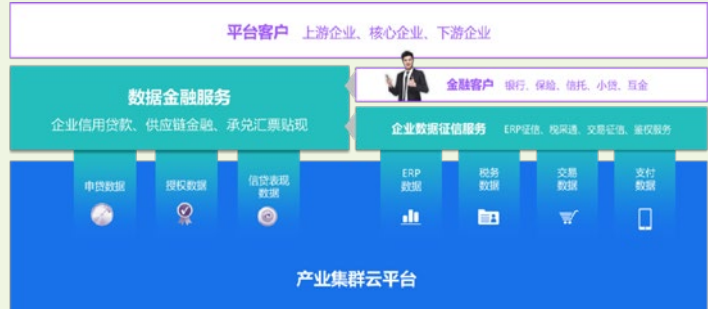 平台客户 上游企业、核心企业、下游企业
数据金融服务
企业信用贷款、供应链金融、承兑汇票贴现
金融客户 银行、保险、信托、小贷、互金
企业数据征信服务 ERP征信、税采通、交易征信、鉴权服务
申贷数据
授权数据
信贷表现
数据
ERP
数据
税务
数据
交易
数据
支付
数据
产业集群云平台